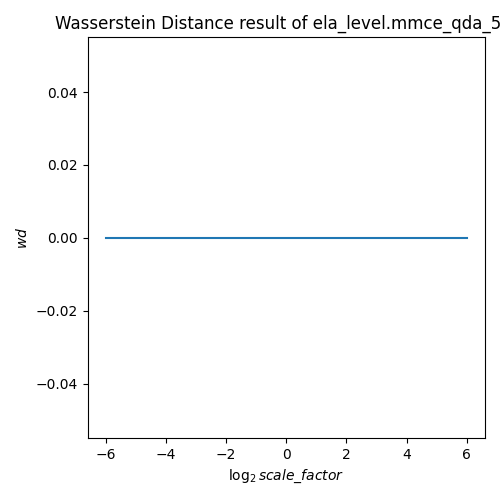 Wasserstein Distance result of ela_level.mmce_qda_5
0.04
0.02
0.00
−0.02
−0.04
wd
−6 −4 −2 0 2 4 6
log₂ scale_factor